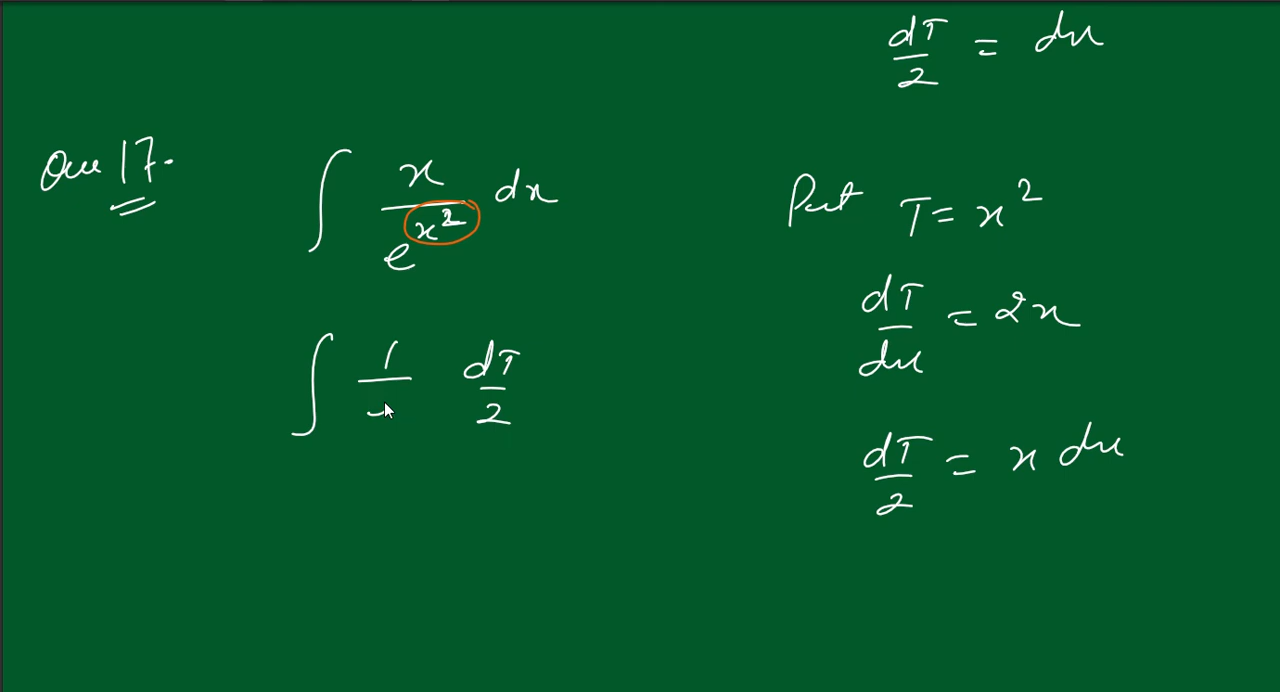 dT/2 = dx
Que 17.
∫ x/e^x² dx
Put T = x²
dT/dx = 2x
∫ 1/ dT/2
dT/2 = x dx